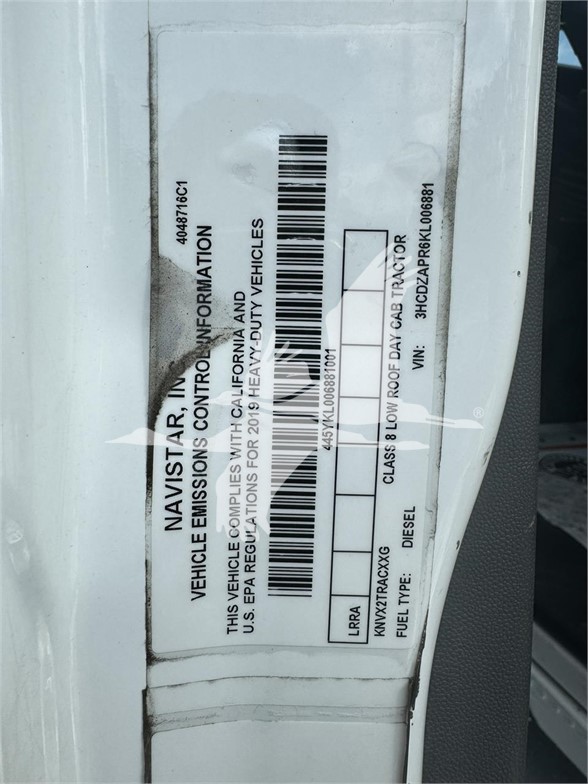 4048716C1
NAVISTAR, IN
VEHICLE EMISSIONS CONTROL INFORMATION
THIS VEHICLE COMPLIES WITH CALIFORNIA AND
U.S. EPA REGULATIONS FOR 2019 HEAVY-DUTY VEHICLES
445YKL006881001
LRRA
KNVX2TRACXXG CLASS 8 LOW ROOF DAY CAB TRACTOR
FUEL TYPE: DIESEL VIN: 3HCDZAPR6KL006881
®